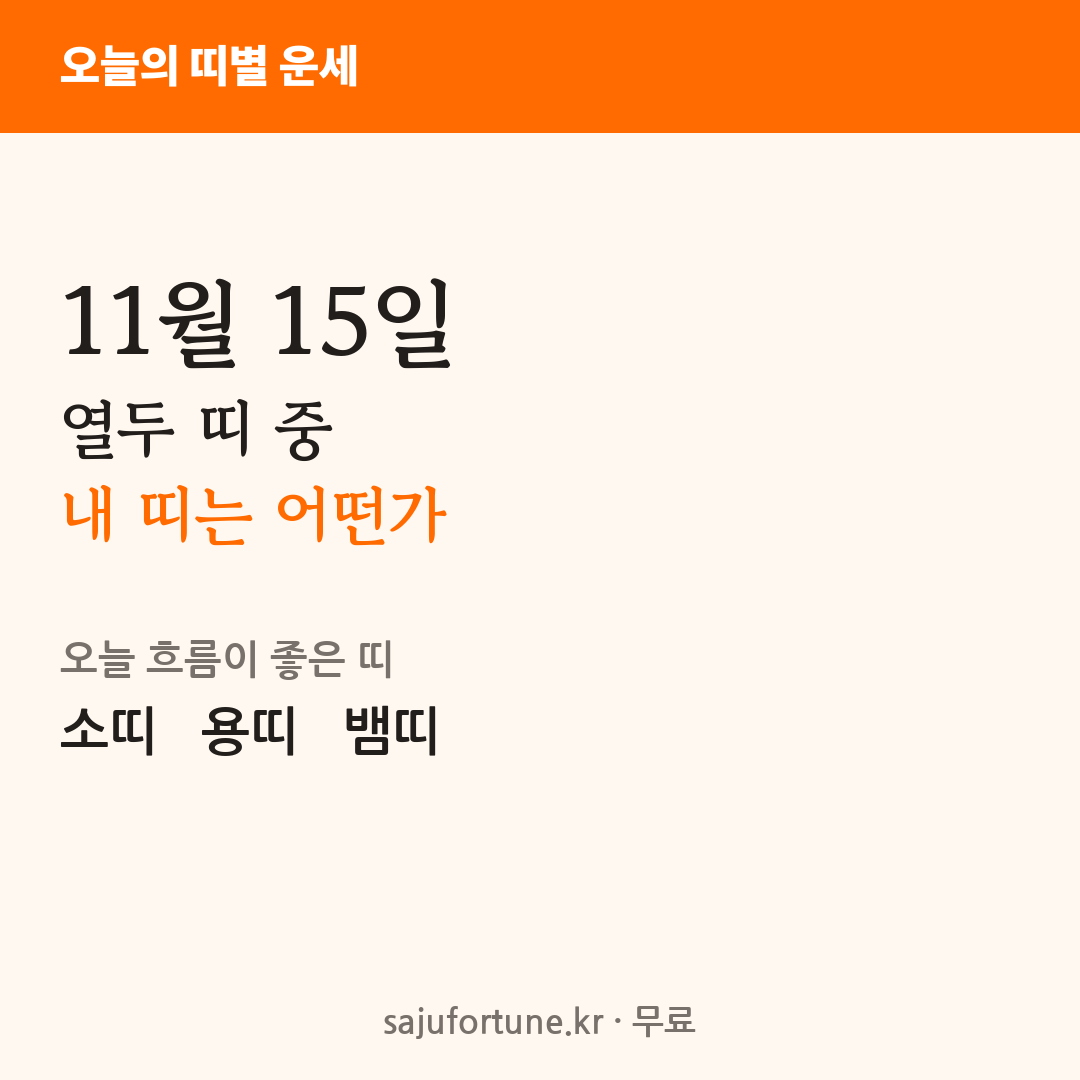 오늘의 띠별 운세
11월 15일
열두 띠 중
내 띠는 어떤가
오늘 흐름이 좋은 띠
소띠 용띠 뱀띠
sajufortune.kr · 무료